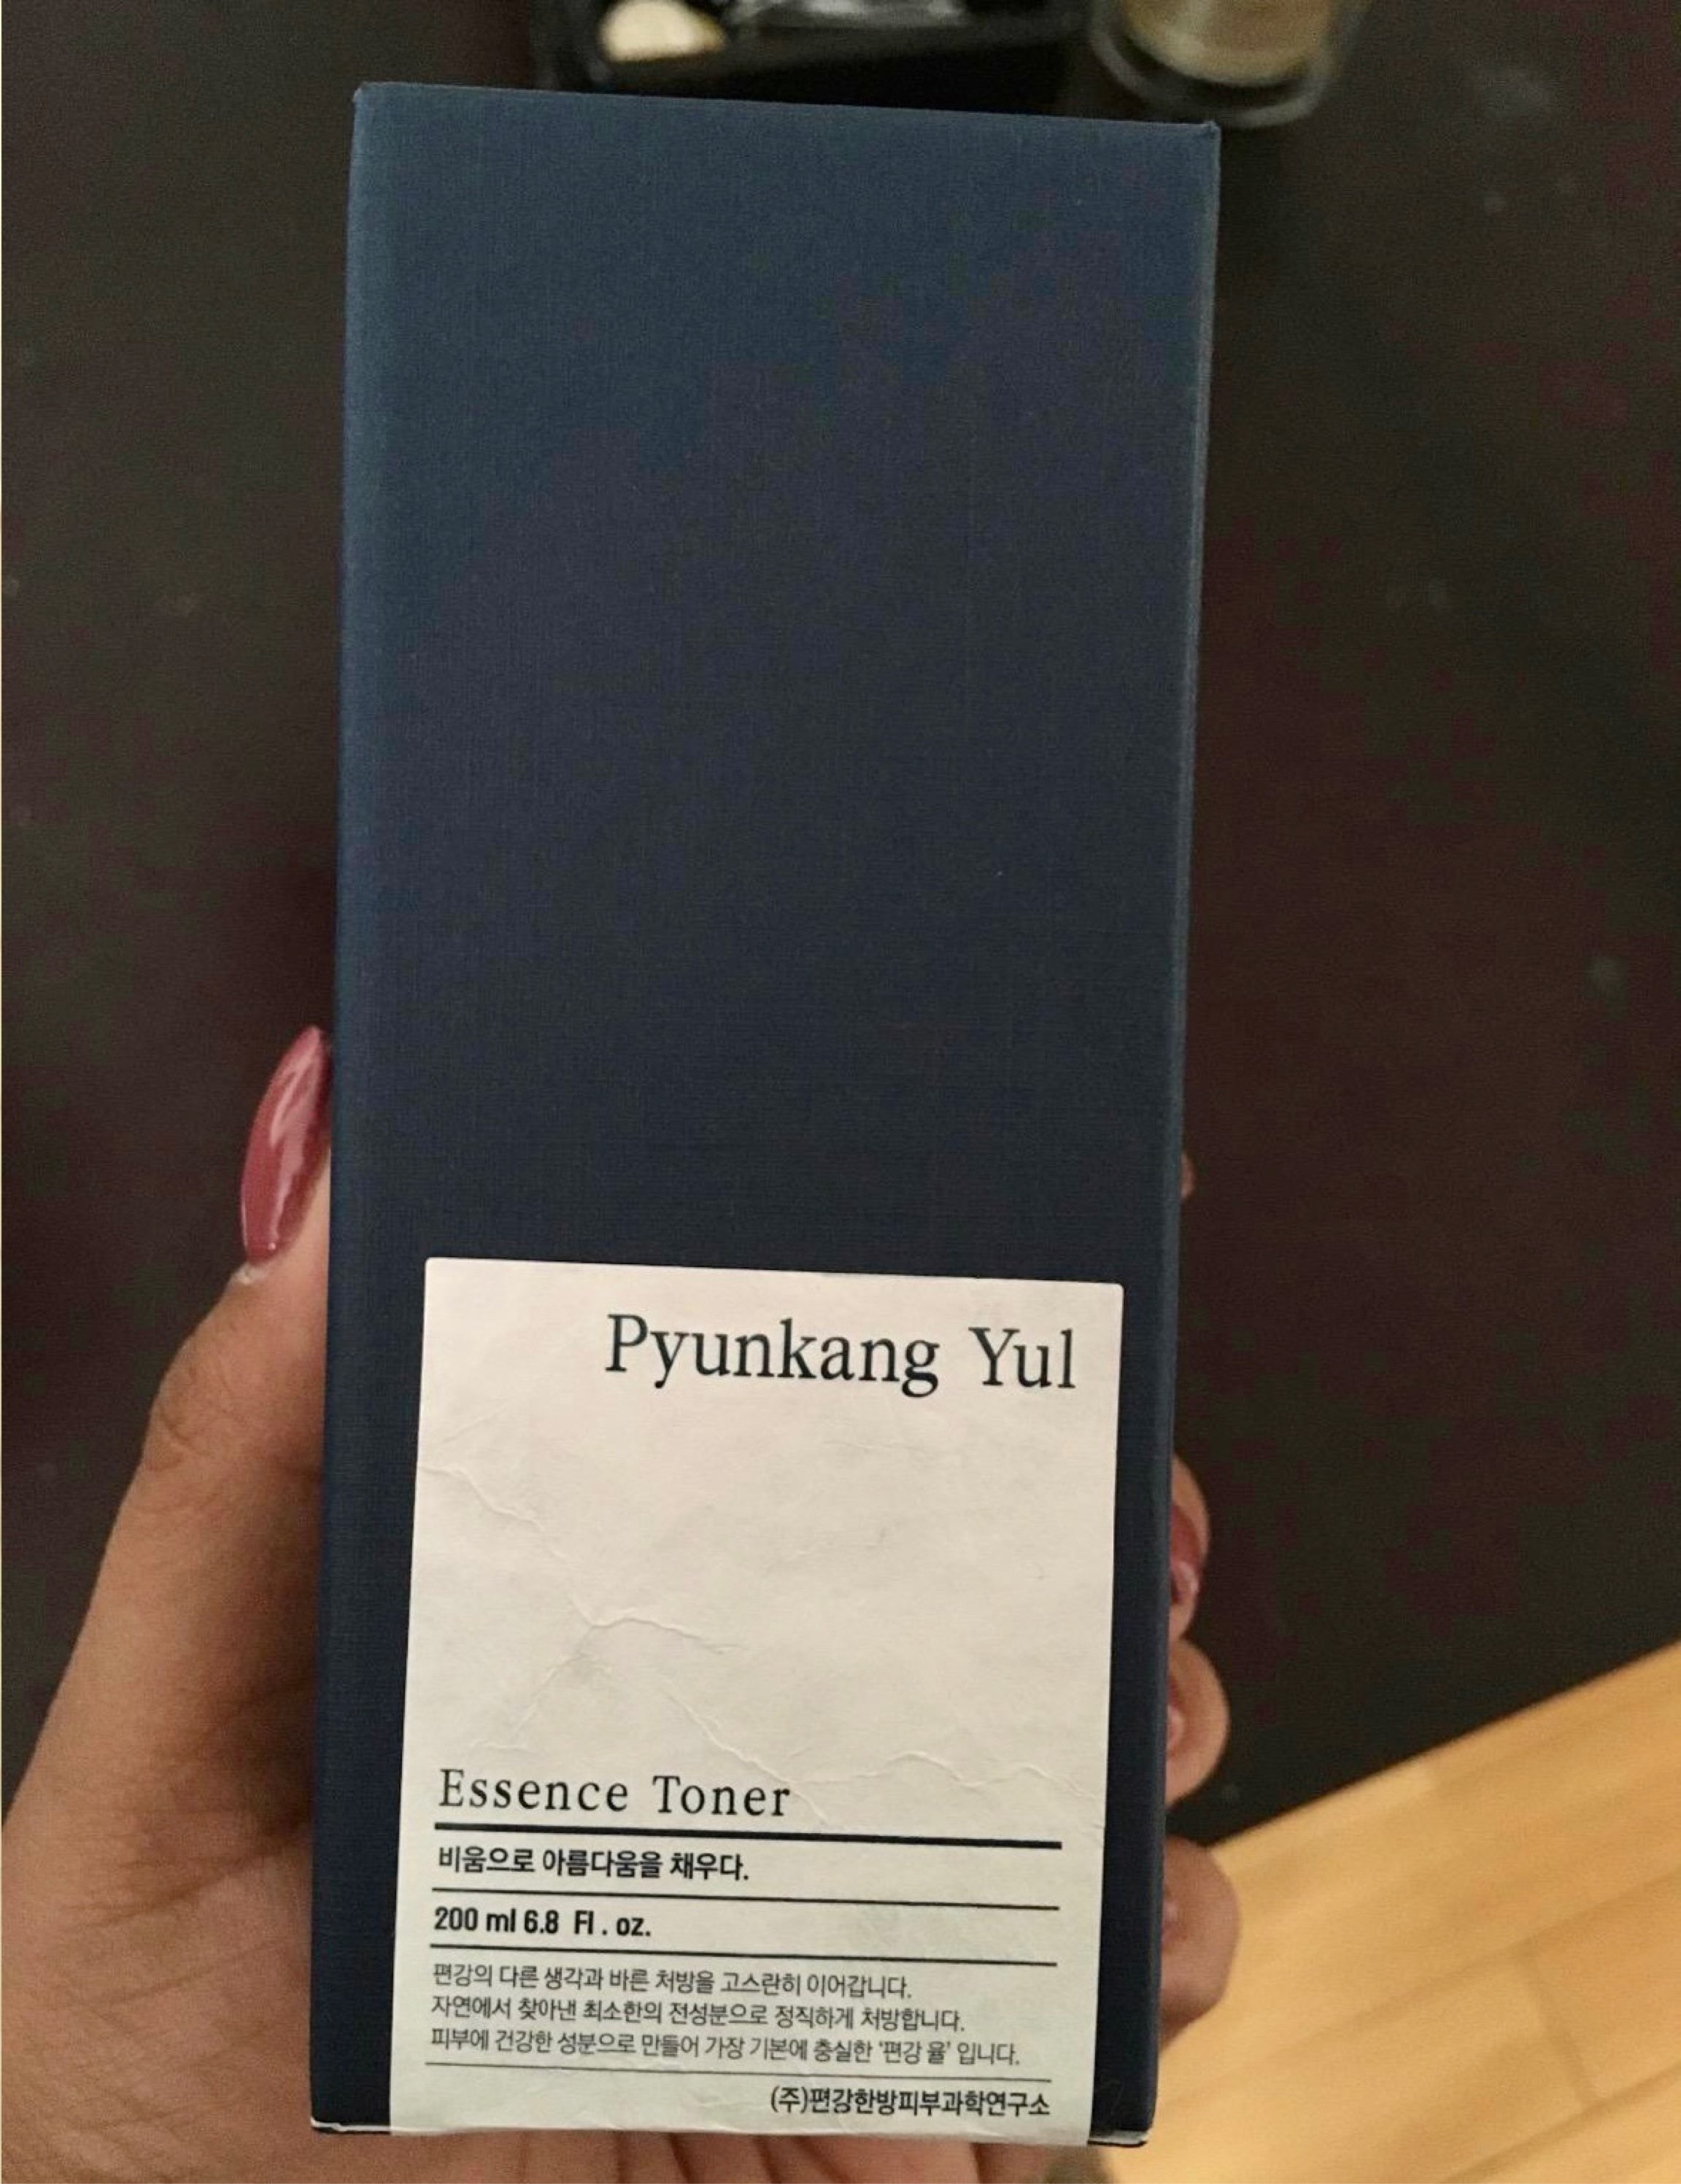 Pyunkang Yul
Essence Toner
비움으로 아름다움을 채우다.
200 ml 6.8 Fl . oz.
편강의 다른 생각과 바른 처방을 고스란히 이어갑니다.
자연에서 찾아낸 최소한의 전성분으로 정직하게 처방합니다.
피부에 건강한 성분으로 만들어 가장 기본에 충실한 '편강 율' 입니다.
(주)편강한방피부과학연구소